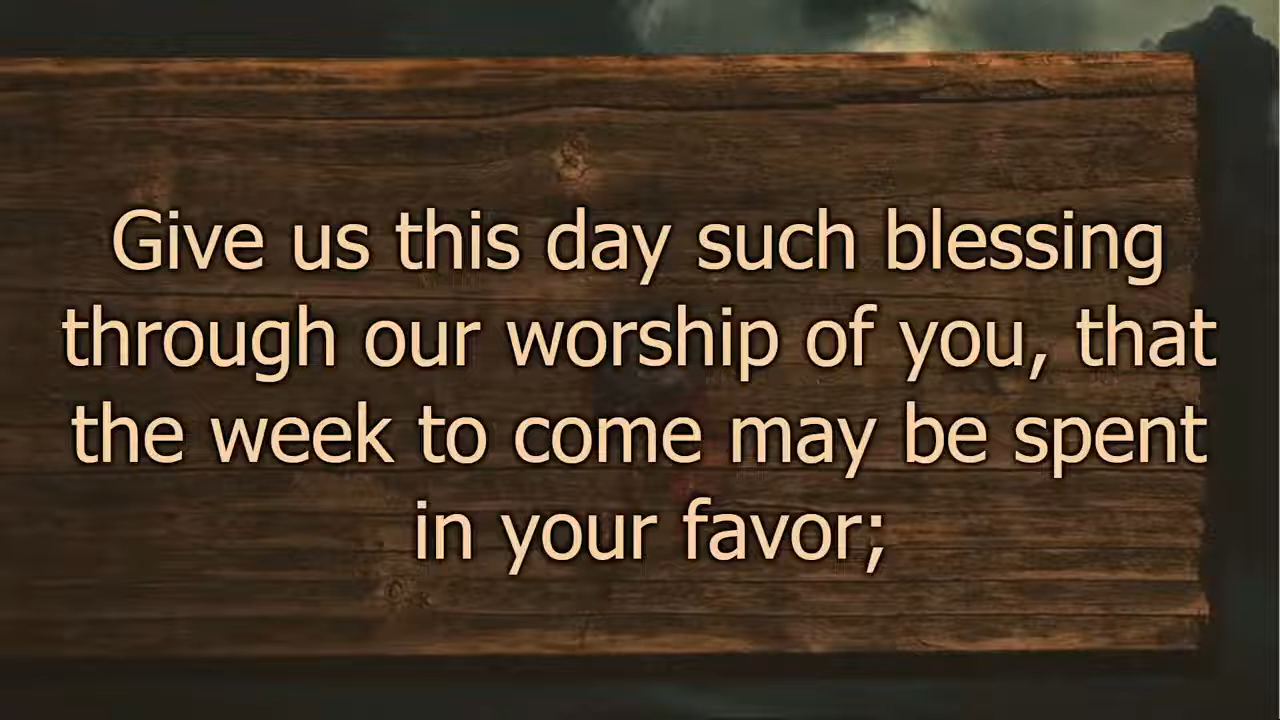 Give us this day such blessing
through our worship of you, that
the week to come may be spent
in your favor;